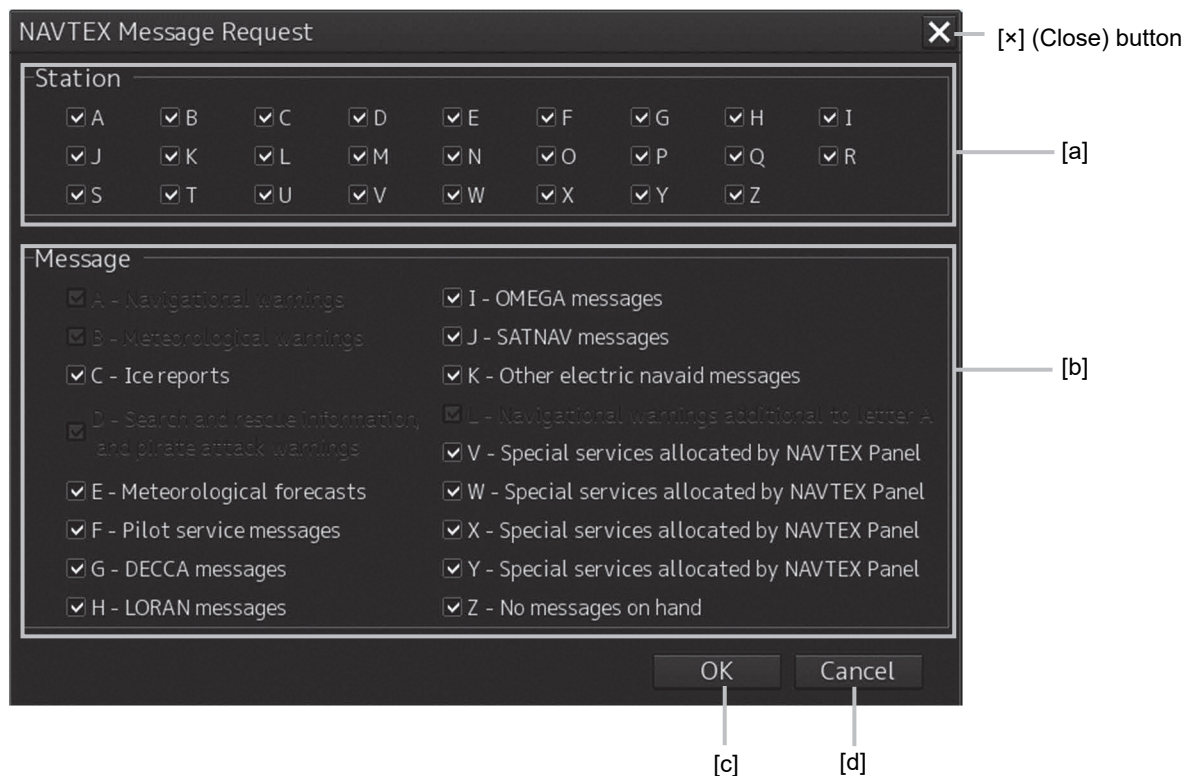 NAVTEX Message Request
[×] (Close) button
Station
A B C D E F G H I
J K L M N O P Q R
[a]
S T U V W X Y Z
Message
A - Navigational warnings
B - Meteorological warnings
C - Ice reports
D - Search and rescue information,
and pirate attack warnings
E - Meteorological forecasts
F - Pilot service messages
G - DECCA messages
H - LORAN messages
I - OMEGA messages
J - SATNAV messages
K - Other electric navaid messages
[b]
L - Navigational warnings additional to letter A
V - Special services allocated by NAVTEX Panel
W - Special services allocated by NAVTEX Panel
X - Special services allocated by NAVTEX Panel
Y - Special services allocated by NAVTEX Panel
Z - No messages on hand
OK Cancel
[c] [d]